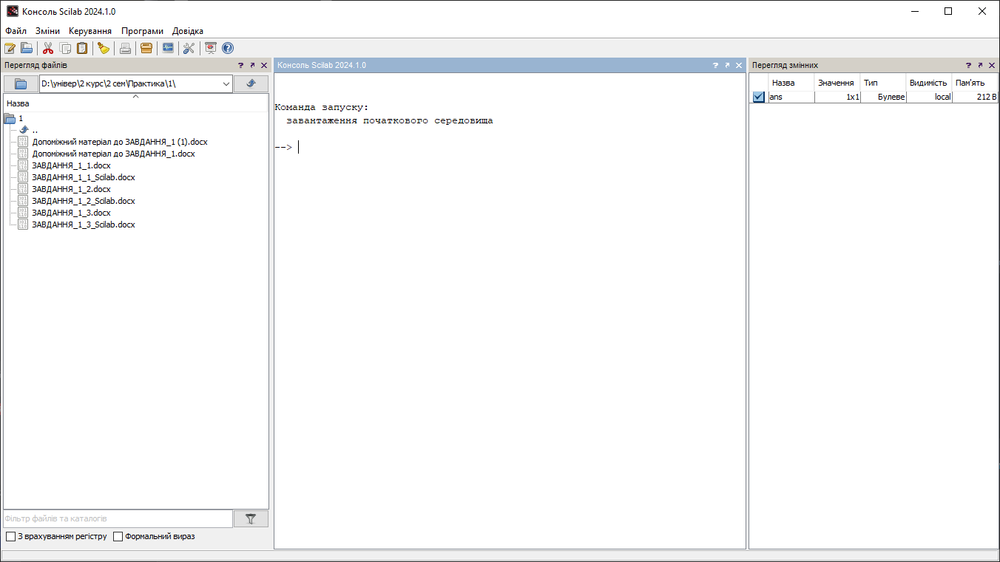 Консоль Scilab 2024.1.0
Файл Зміни Керування Програми Довідка
Перегляд файлів
D:\універ\2 курс\2 сем\Практика\1\
Назва
1
..
Допоміжний матеріал до ЗАВДАННЯ_1 (1).docx
Допоміжний матеріал до ЗАВДАННЯ_1.docx
ЗАВДАННЯ_1_1.docx
ЗАВДАННЯ_1_1_Scilab.docx
ЗАВДАННЯ_1_2.docx
ЗАВДАННЯ_1_2_Scilab.docx
ЗАВДАННЯ_1_3.docx
ЗАВДАННЯ_1_3_Scilab.docx
Фільтр файлів та каталогів
З врахуванням регістру Формальний вираз
Консоль Scilab 2024.1.0
Команда запуску:
завантаження початкового середовища
-->
Перегляд змінних
Назва Значення Тип Видимість Пам'ять
ans 1x1 Булеве local 212 B